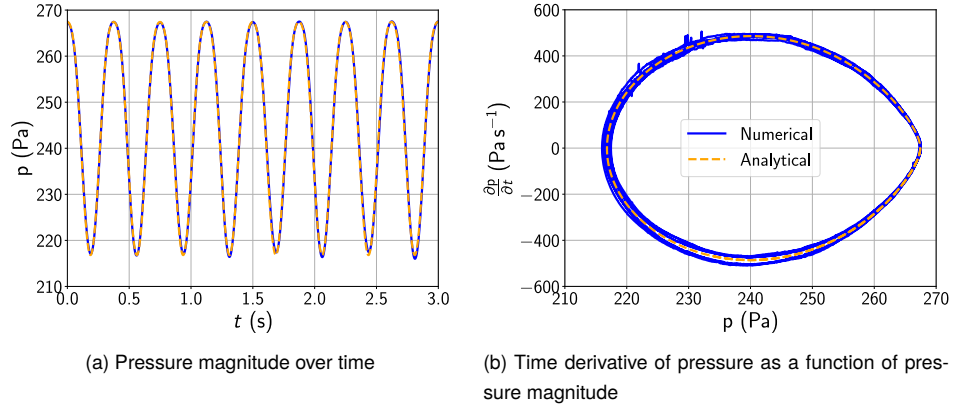 270
260
250
240
230
220
210
p (Pa)
0.0 0.5 1.0 1.5 2.0 2.5 3.0
t (s)
(a) Pressure magnitude over time
600
400
200
0
−200
−400
−600
∂p/∂t (Pa s⁻¹)
Numerical
Analytical
210 220 230 240 250 260 270
p (Pa)
(b) Time derivative of pressure as a function of pres-
sure magnitude